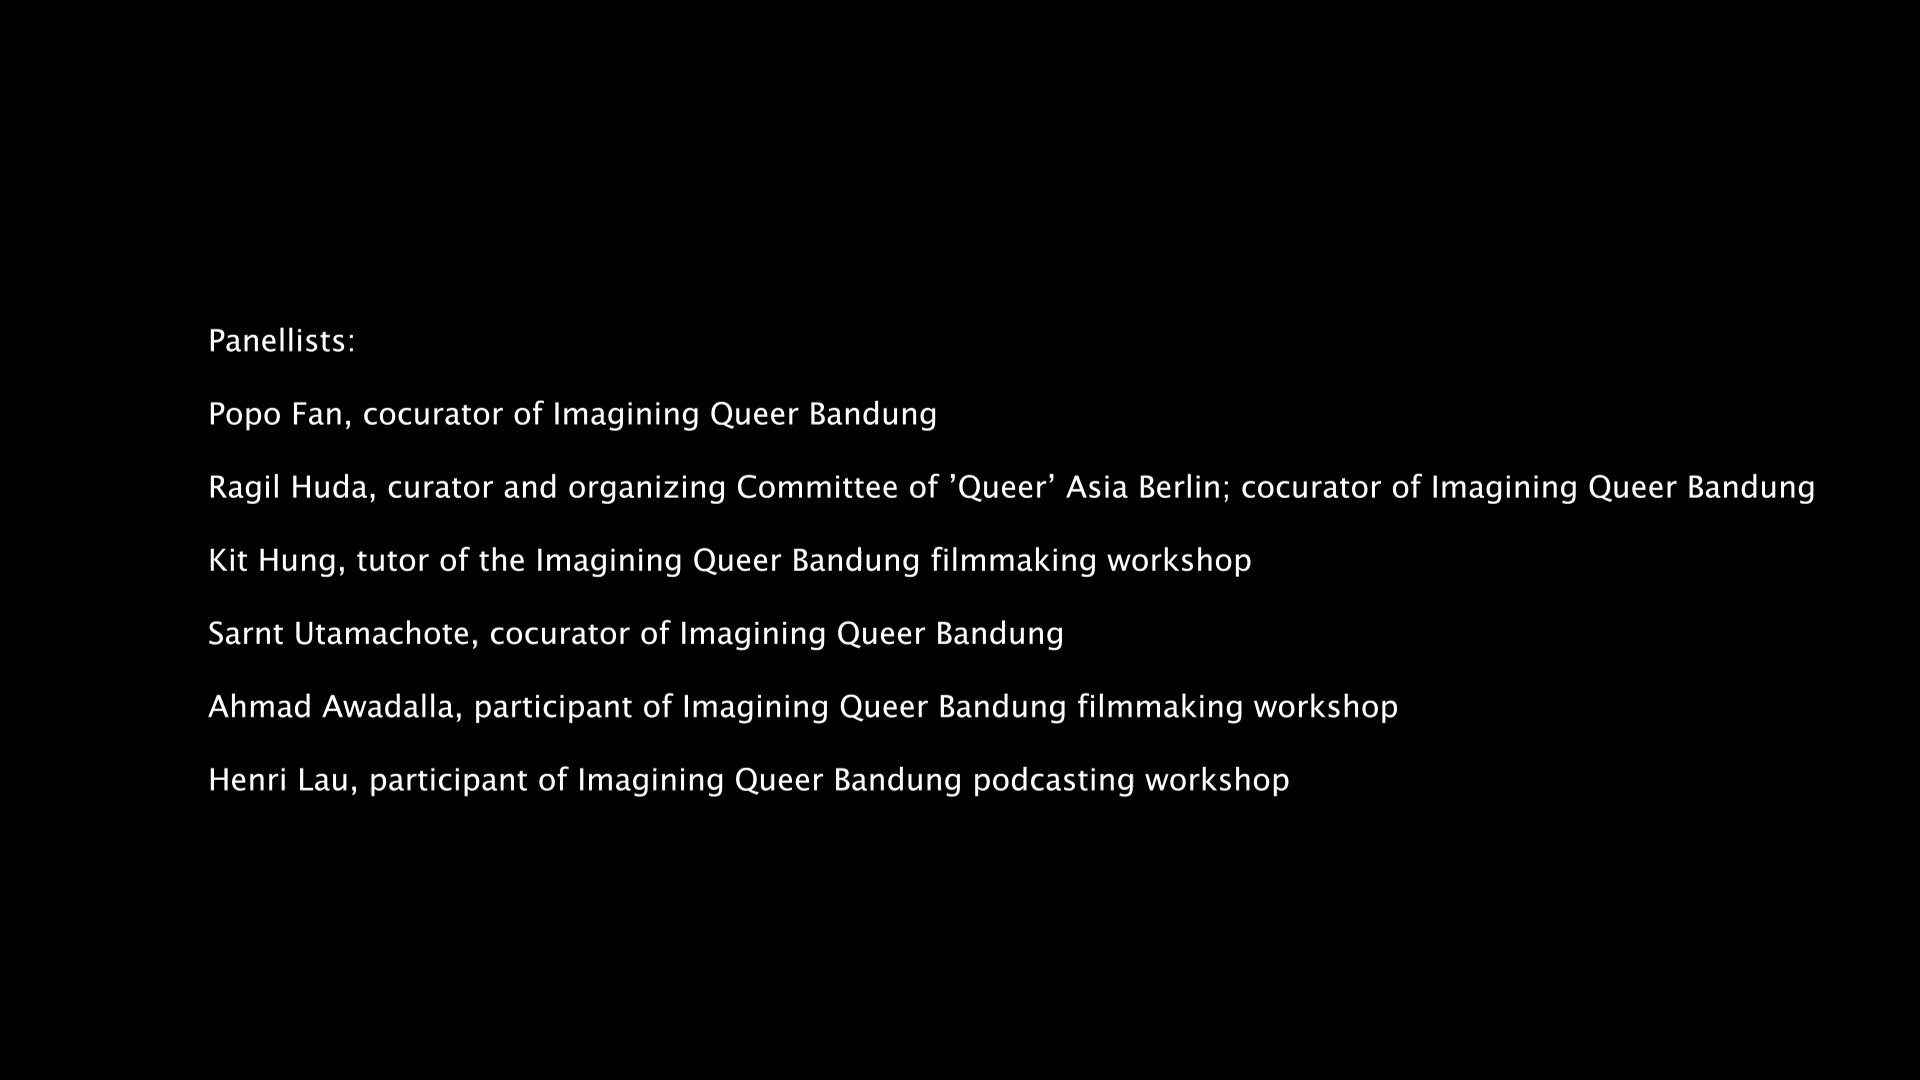 Panellists:
Popo Fan, cocurator of Imagining Queer Bandung
Ragil Huda, curator and organizing Committee of ’Queer’ Asia Berlin; cocurator of Imagining Queer Bandung
Kit Hung, tutor of the Imagining Queer Bandung filmmaking workshop
Sarnt Utamachote, cocurator of Imagining Queer Bandung
Ahmad Awadalla, participant of Imagining Queer Bandung filmmaking workshop
Henri Lau, participant of Imagining Queer Bandung podcasting workshop